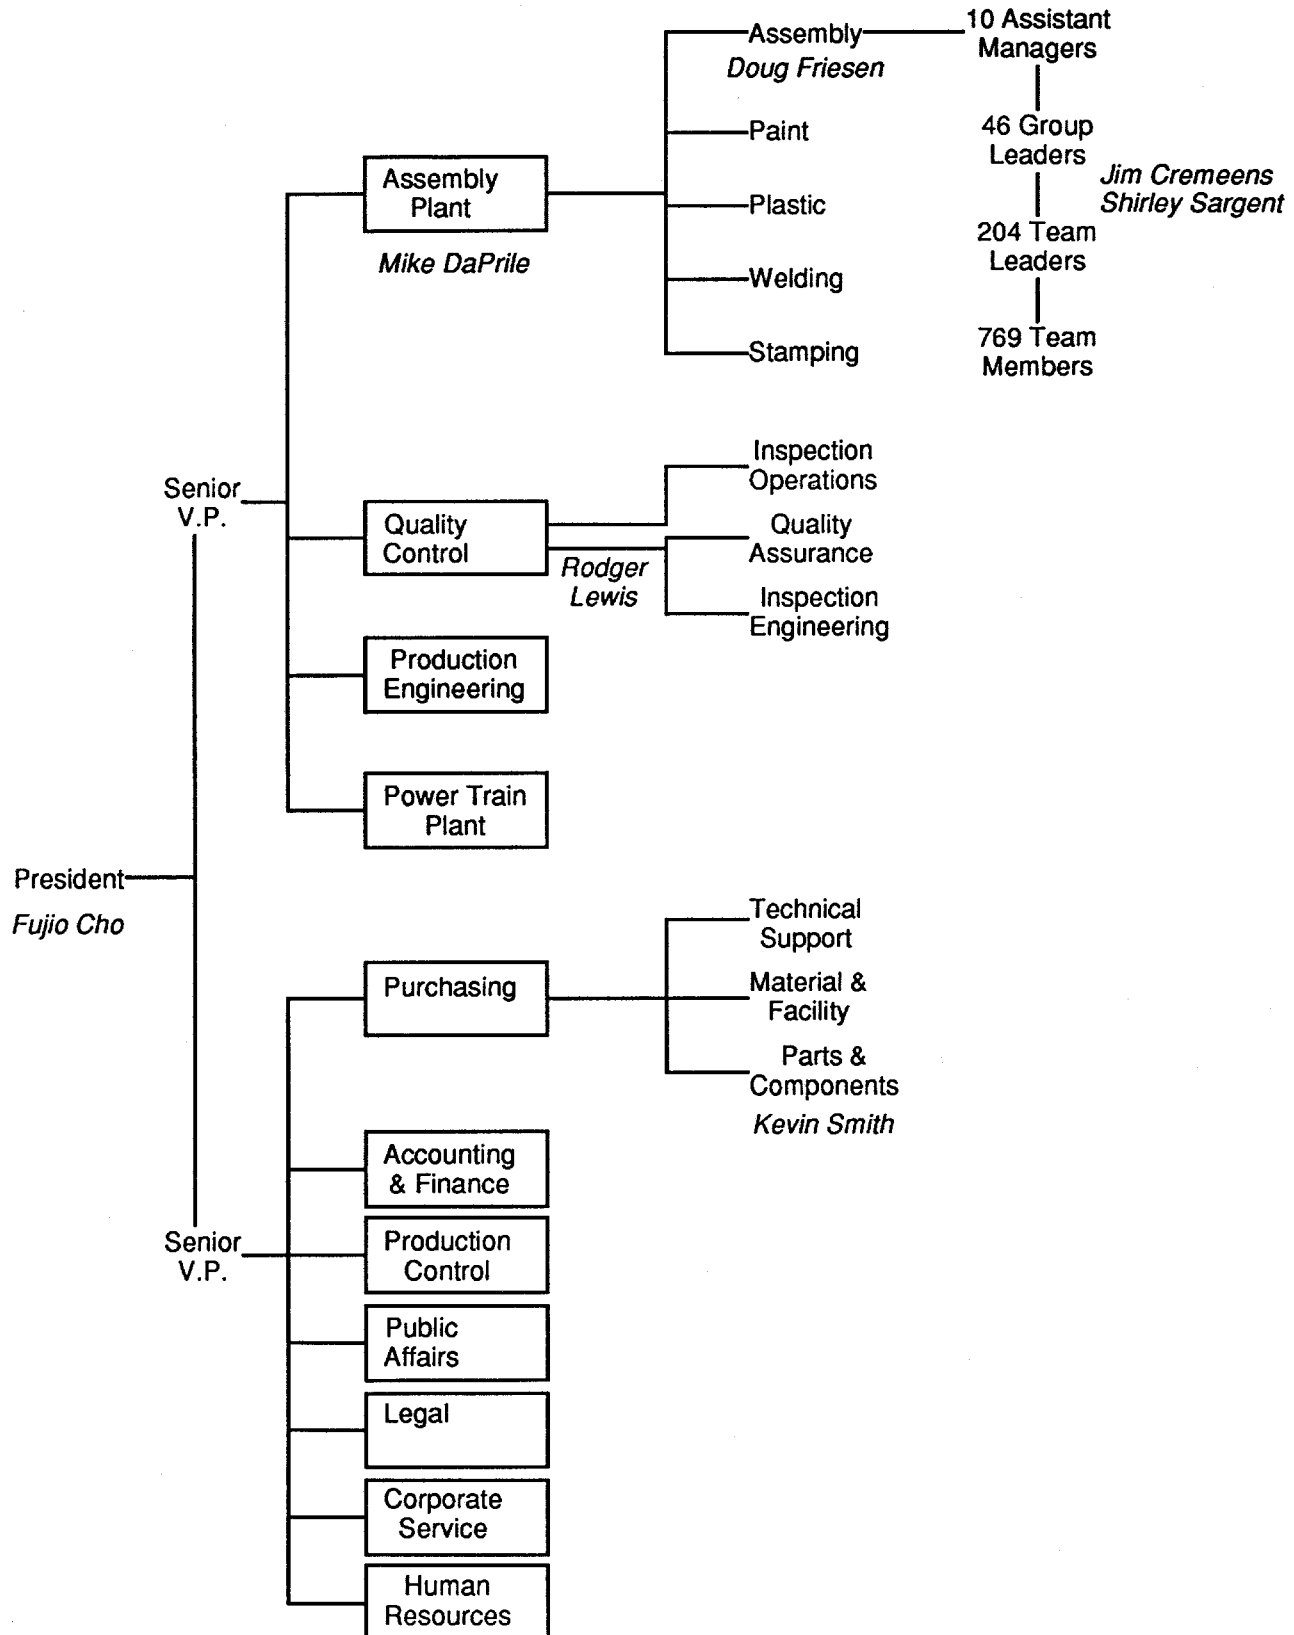 Assembly
Doug Friesen
10 Assistant
Managers
Paint
46 Group
Leaders
Assembly
Plant
Mike DaPrile
Plastic
Jim Cremeens
Shirley Sargent
204 Team
Leaders
Welding
Stamping
769 Team
Members
Senior
V.P.
Quality
Control
Rodger
Lewis
Inspection
Operations
Quality
Assurance
Inspection
Engineering
Production
Engineering
Power Train
Plant
President
Fujio Cho
Purchasing
Technical
Support
Material &
Facility
Parts &
Components
Kevin Smith
Accounting
& Finance
Senior
V.P.
Production
Control
Public
Affairs
Legal
Corporate
Service
Human
Resources